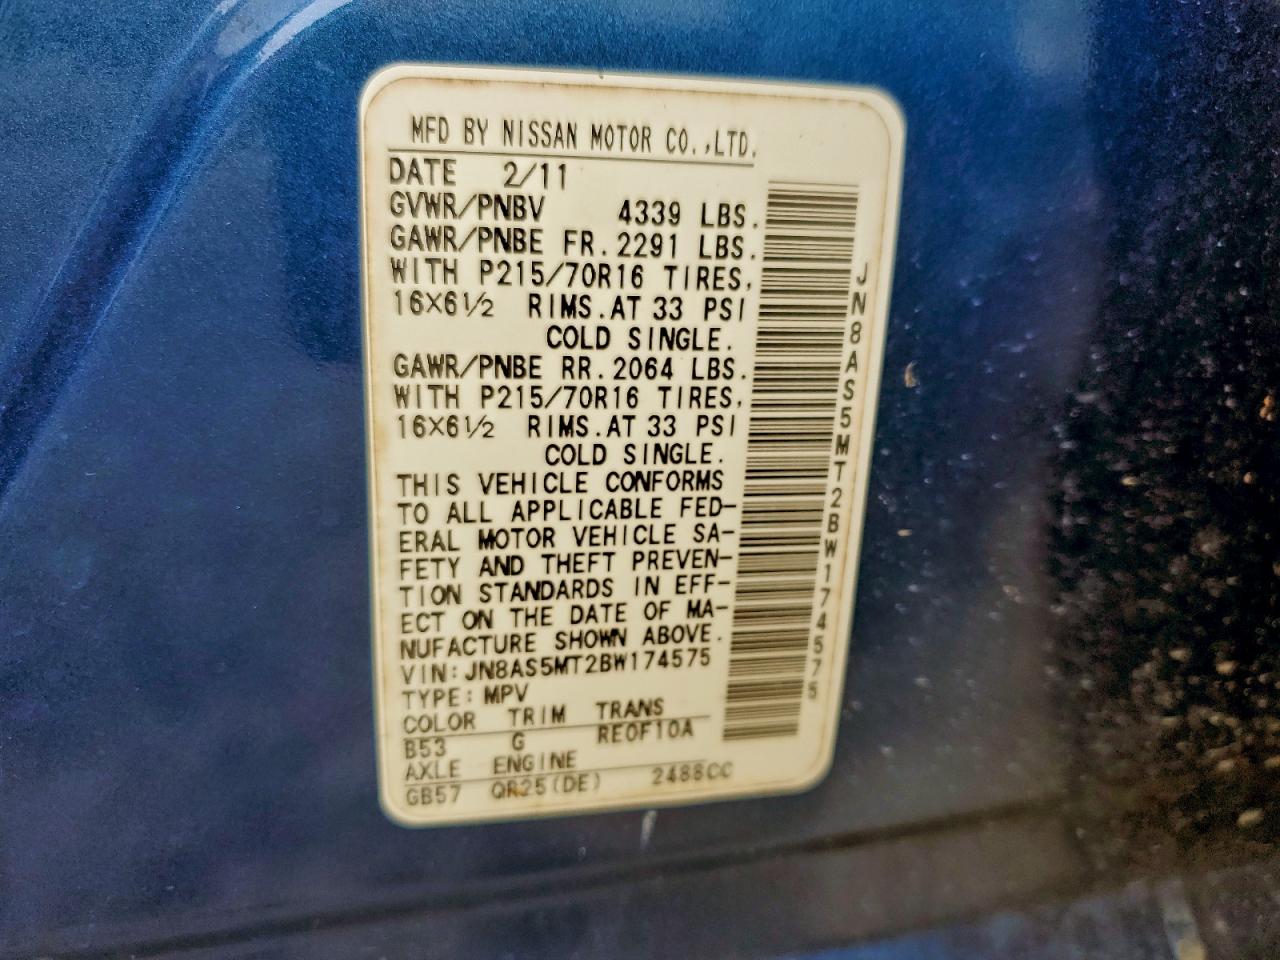 MFD BY NISSAN MOTOR CO.,LTD.
DATE 2/11
GVWR/PNBV 4339 LBS.
GAWR/PNBE FR. 2291 LBS.
WITH P215/70R16 TIRES,
16×6½ RIMS. AT 33 PSI
COLD SINGLE.
GAWR/PNBE RR. 2064 LBS.
WITH P215/70R16 TIRES,
16×6½ RIMS. AT 33 PSI
COLD SINGLE.
THIS VEHICLE CONFORMS
TO ALL APPLICABLE FED-
ERAL MOTOR VEHICLE SA-
FETY AND THEFT PREVEN-
TION STANDARDS IN EFF-
ECT ON THE DATE OF MA-
NUFACTURE SHOWN ABOVE.
VIN: JN8AS5MT2BW174575
TYPE: MPV
COLOR TRIM TRANS
B53 G RE0F10A
AXLE ENGINE
GB57 QR25(DE) 2488CC
JN8AS5MT2BW174575